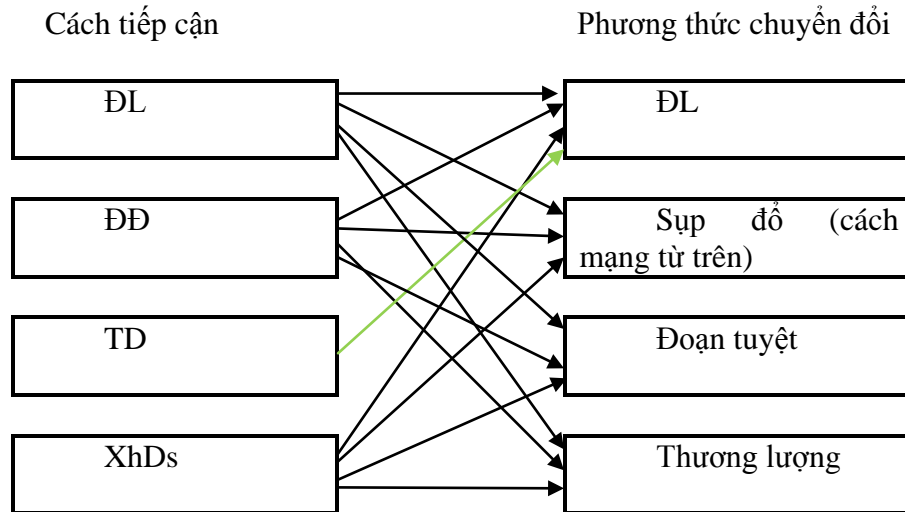 Cách tiếp cận
Phương thức chuyển đổi
ĐL
ĐL
ĐĐ
Sụp đổ (cách
mạng từ trên)
TD
Đoạn tuyệt
XhDs
Thương lượng